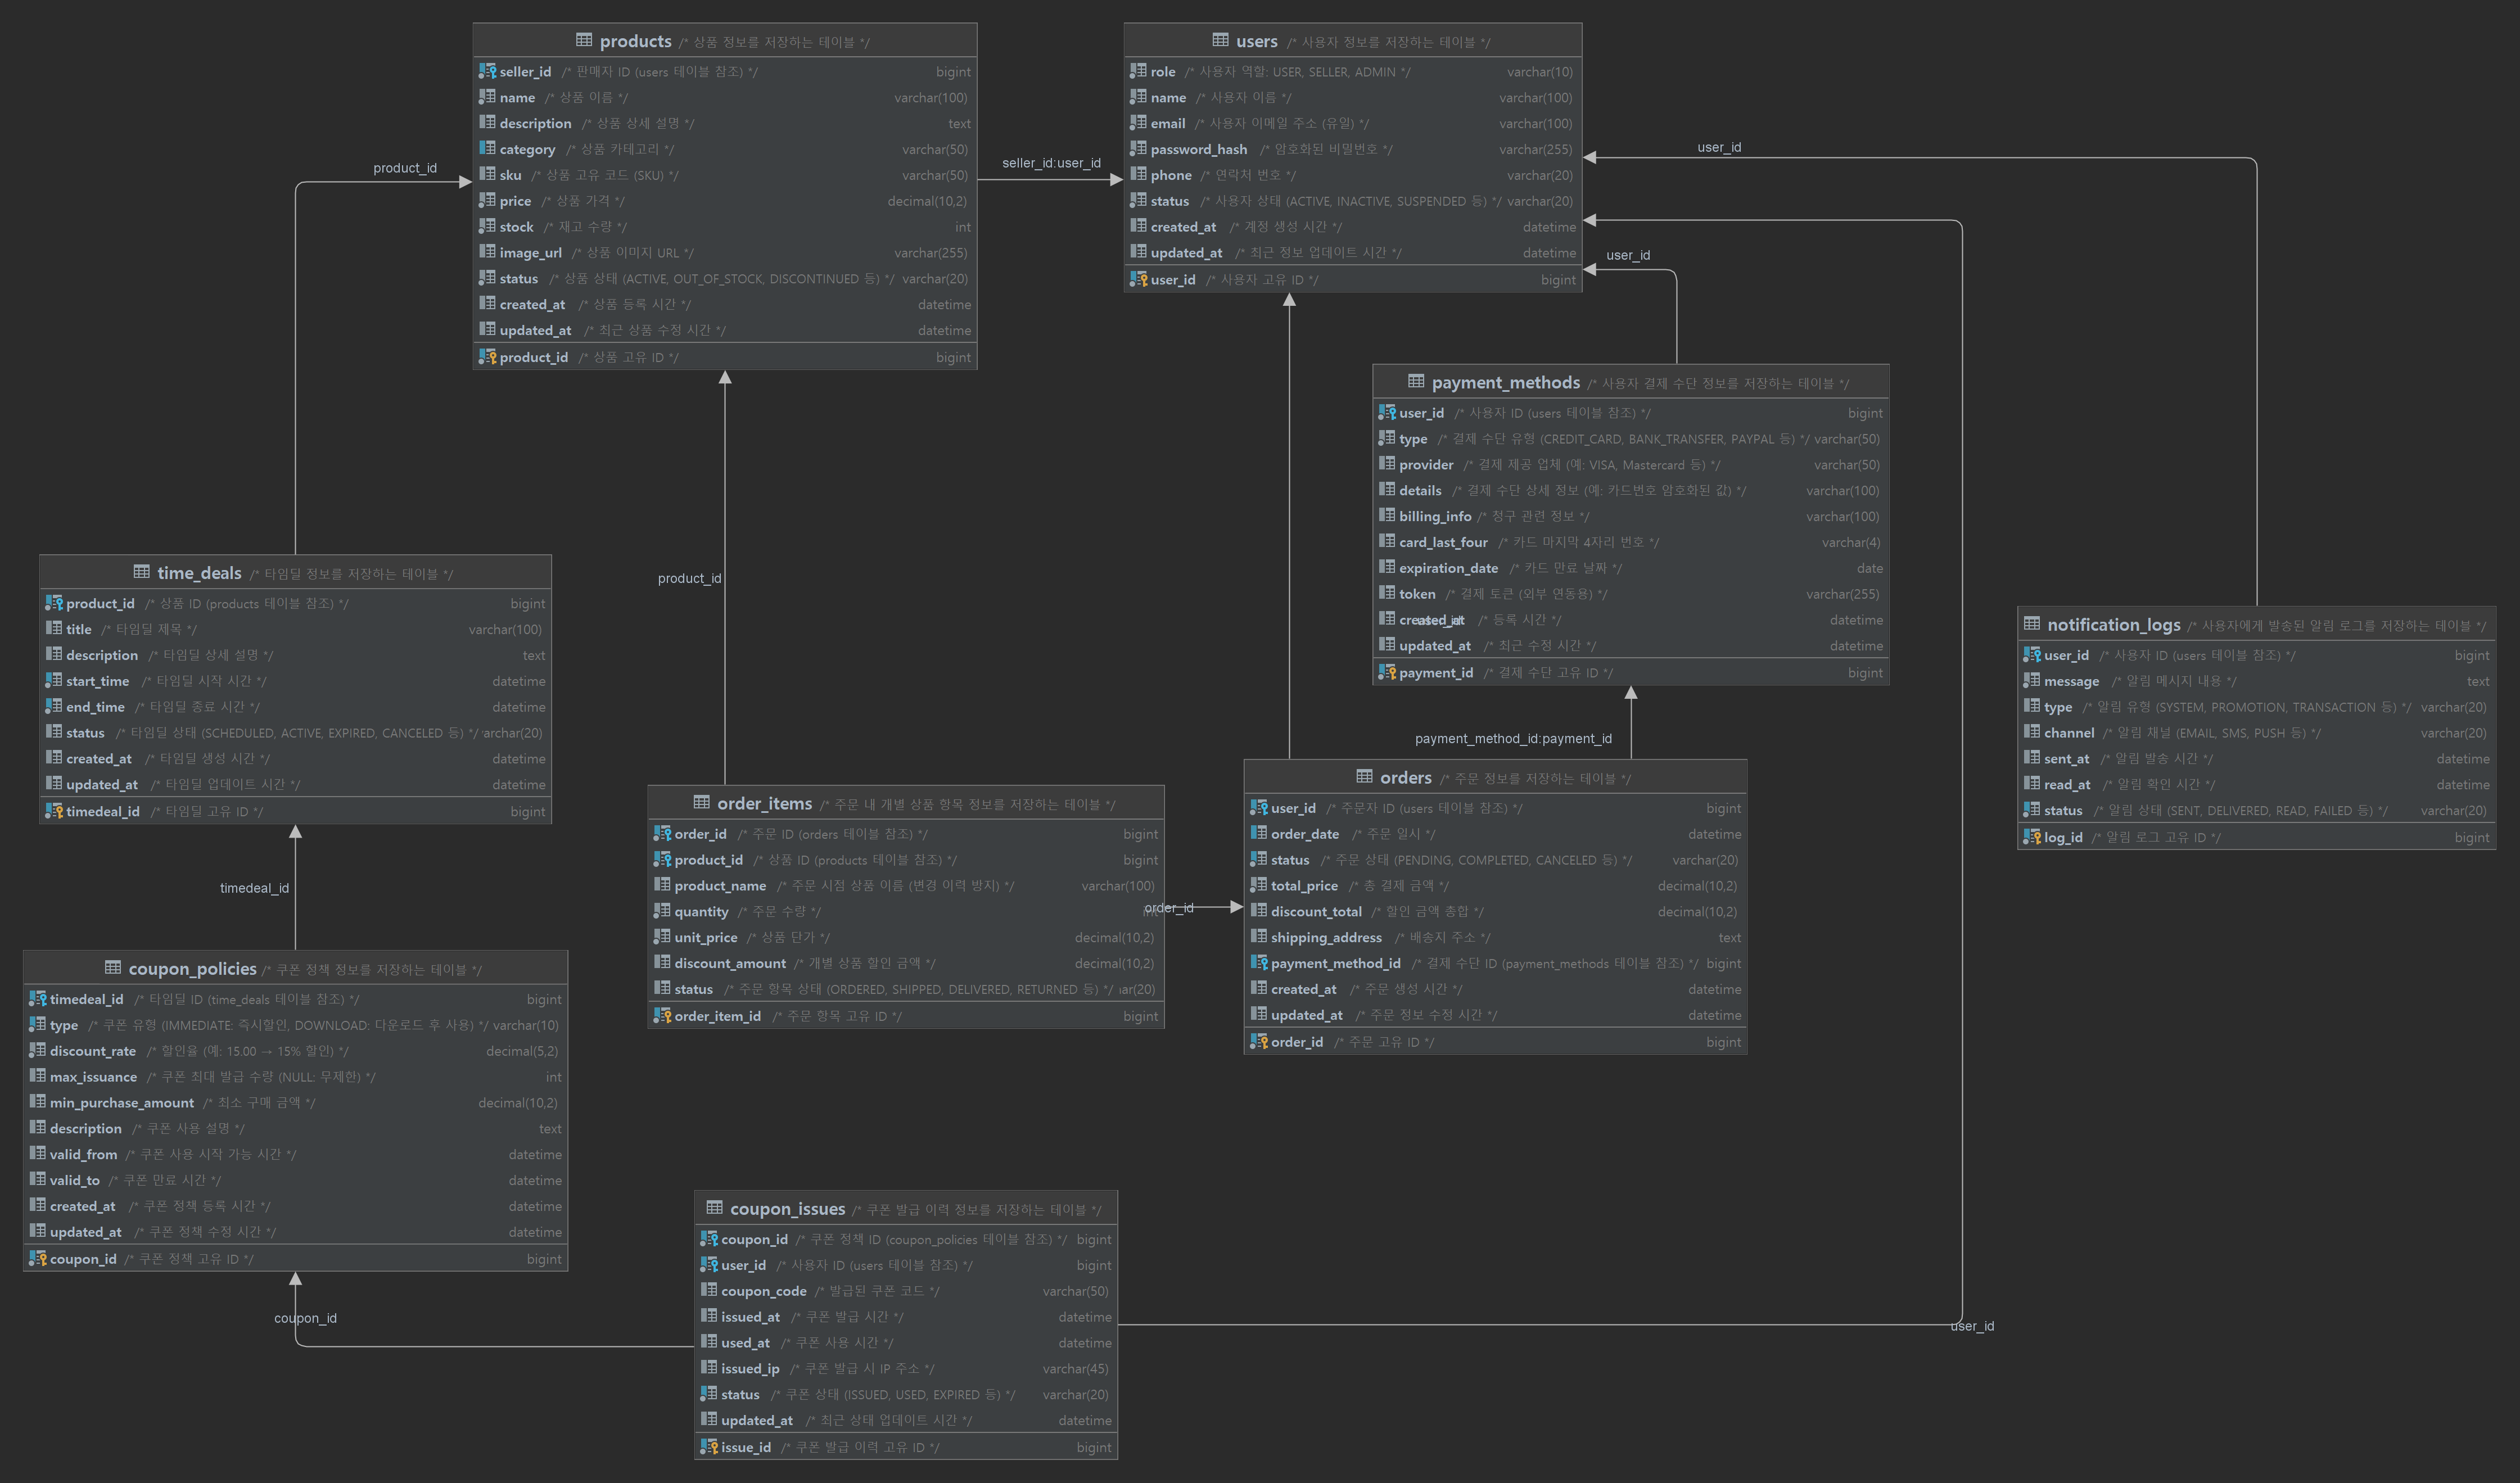 products /* 상품 정보를 저장하는 테이블 */
seller_id /* 판매자 ID (users 테이블 참조) */ bigint
name /* 상품 이름 */ varchar(100)
description /* 상품 상세 설명 */ text
category /* 상품 카테고리 */ varchar(50)
sku /* 상품 고유 코드 (SKU) */ varchar(50)
price /* 상품 가격 */ decimal(10,2)
stock /* 재고 수량 */ int
image_url /* 상품 이미지 URL */ varchar(255)
status /* 상품 상태 (ACTIVE, OUT_OF_STOCK, DISCONTINUED 등) */ varchar(20)
created_at /* 상품 등록 시간 */ datetime
updated_at /* 최근 상품 수정 시간 */ datetime
product_id /* 상품 고유 ID */ bigint
seller_id:user_id
users /* 사용자 정보를 저장하는 테이블 */
role /* 사용자 역할: USER, SELLER, ADMIN */ varchar(10)
name /* 사용자 이름 */ varchar(100)
email /* 사용자 이메일 주소 (유일) */ varchar(100)
password_hash /* 암호화된 비밀번호 */ varchar(255)
phone /* 연락처 번호 */ varchar(20)
status /* 사용자 상태 (ACTIVE, INACTIVE, SUSPENDED 등) */ varchar(20)
created_at /* 계정 생성 시간 */ datetime
updated_at /* 최근 정보 업데이트 시간 */ datetime
user_id /* 사용자 고유 ID */ bigint
user_id
user_id
product_id
payment_methods /* 사용자 결제 수단 정보를 저장하는 테이블 */
user_id /* 사용자 ID (users 테이블 참조) */ bigint
type /* 결제 수단 유형 (CREDIT_CARD, BANK_TRANSFER, PAYPAL 등) */ varchar(50)
provider /* 결제 제공 업체 (예: VISA, Mastercard 등) */ varchar(50)
details /* 결제 수단 상세 정보 (예: 카드번호 암호화된 값) */ varchar(100)
billing_info /* 청구 관련 정보 */ varchar(100)
card_last_four /* 카드 마지막 4자리 번호 */ varchar(4)
expiration_date /* 카드 만료 날짜 */ date
token /* 결제 토큰 (외부 연동용) */ varchar(255)
created_at /* 등록 시간 */ datetime
user_id
updated_at /* 최근 수정 시간 */ datetime
payment_id /* 결제 수단 고유 ID */ bigint
time_deals /* 타임딜 정보를 저장하는 테이블 */
product_id /* 상품 ID (products 테이블 참조) */ bigint
title /* 타임딜 제목 */ varchar(100)
description /* 타임딜 상세 설명 */ text
start_time /* 타임딜 시작 시간 */ datetime
end_time /* 타임딜 종료 시간 */ datetime
status /* 타임딜 상태 (SCHEDULED, ACTIVE, EXPIRED, CANCELED 등) */ archar(20)
created_at /* 타임딜 생성 시간 */ datetime
updated_at /* 타임딜 업데이트 시간 */ datetime
timedeal_id /* 타임딜 고유 ID */ bigint
product_id
notification_logs /* 사용자에게 발송된 알림 로그를 저장하는 테이블 */
user_id /* 사용자 ID (users 테이블 참조) */ bigint
message /* 알림 메시지 내용 */ text
type /* 알림 유형 (SYSTEM, PROMOTION, TRANSACTION 등) */ varchar(20)
channel /* 알림 채널 (EMAIL, SMS, PUSH 등) */ varchar(20)
sent_at /* 알림 발송 시간 */ datetime
read_at /* 알림 확인 시간 */ datetime
status /* 알림 상태 (SENT, DELIVERED, READ, FAILED 등) */ varchar(20)
log_id /* 알림 로그 고유 ID */ bigint
payment_method_id:payment_id
order_items /* 주문 내 개별 상품 항목 정보를 저장하는 테이블 */
order_id /* 주문 ID (orders 테이블 참조) */ bigint
product_id /* 상품 ID (products 테이블 참조) */ bigint
product_name /* 주문 시점 상품 이름 (변경 이력 방지) */ varchar(100)
quantity /* 주문 수량 */ int
unit_price /* 상품 단가 */ decimal(10,2)
discount_amount /* 개별 상품 할인 금액 */ decimal(10,2)
status /* 주문 항목 상태 (ORDERED, SHIPPED, DELIVERED, RETURNED 등) */ ar(20)
order_item_id /* 주문 항목 고유 ID */ bigint
order_id
orders /* 주문 정보를 저장하는 테이블 */
user_id /* 주문자 ID (users 테이블 참조) */ bigint
order_date /* 주문 일시 */ datetime
status /* 주문 상태 (PENDING, COMPLETED, CANCELED 등) */ varchar(20)
total_price /* 총 결제 금액 */ decimal(10,2)
discount_total /* 할인 금액 총합 */ decimal(10,2)
shipping_address /* 배송지 주소 */ text
payment_method_id /* 결제 수단 ID (payment_methods 테이블 참조) */ bigint
created_at /* 주문 생성 시간 */ datetime
updated_at /* 주문 정보 수정 시간 */ datetime
order_id /* 주문 고유 ID */ bigint
timedeal_id
coupon_policies /* 쿠폰 정책 정보를 저장하는 테이블 */
timedeal_id /* 타임딜 ID (time_deals 테이블 참조) */ bigint
type /* 쿠폰 유형 (IMMEDIATE: 즉시할인, DOWNLOAD: 다운로드 후 사용) */ varchar(10)
discount_rate /* 할인율 (예: 15.00 → 15% 할인) */ decimal(5,2)
max_issuance /* 쿠폰 최대 발급 수량 (NULL: 무제한) */ int
min_purchase_amount /* 최소 구매 금액 */ decimal(10,2)
description /* 쿠폰 사용 설명 */ text
valid_from /* 쿠폰 사용 시작 가능 시간 */ datetime
valid_to /* 쿠폰 만료 시간 */ datetime
created_at /* 쿠폰 정책 등록 시간 */ datetime
updated_at /* 쿠폰 정책 수정 시간 */ datetime
coupon_id /* 쿠폰 정책 고유 ID */ bigint
coupon_id
coupon_issues /* 쿠폰 발급 이력 정보를 저장하는 테이블 */
coupon_id /* 쿠폰 정책 ID (coupon_policies 테이블 참조) */ bigint
user_id /* 사용자 ID (users 테이블 참조) */ bigint
coupon_code /* 발급된 쿠폰 코드 */ varchar(50)
issued_at /* 쿠폰 발급 시간 */ datetime
used_at /* 쿠폰 사용 시간 */ datetime
issued_ip /* 쿠폰 발급 시 IP 주소 */ varchar(45)
status /* 쿠폰 상태 (ISSUED, USED, EXPIRED 등) */ varchar(20)
updated_at /* 최근 상태 업데이트 시간 */ datetime
issue_id /* 쿠폰 발급 이력 고유 ID */ bigint
user_id